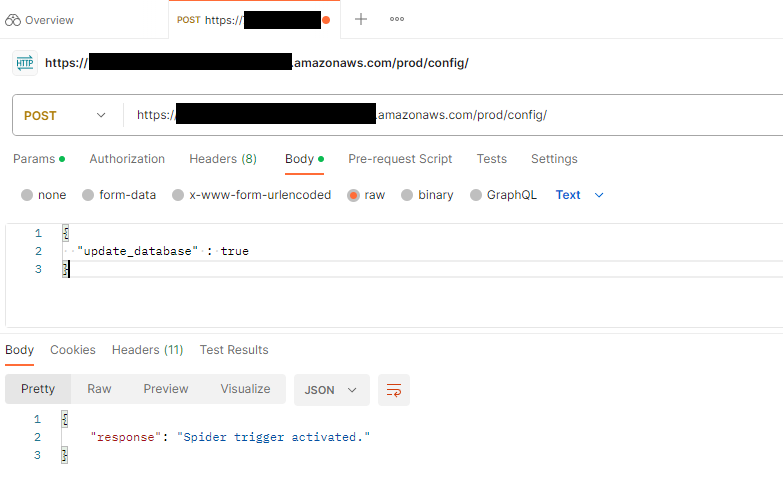 Overview
POST https://
HTTP https:// .amazonaws.com/prod/config/
POST https:/ .amazonaws.com/prod/config/
Params Authorization Headers (8) Body Pre-request Script Tests Settings
none form-data x-www-form-urlencoded raw binary GraphQL Text
1 {
2 "update_database" : true
3 }
Body Cookies Headers (11) Test Results
Pretty Raw Preview Visualize JSON
1 {
2 "response": "Spider trigger activated."
3 }